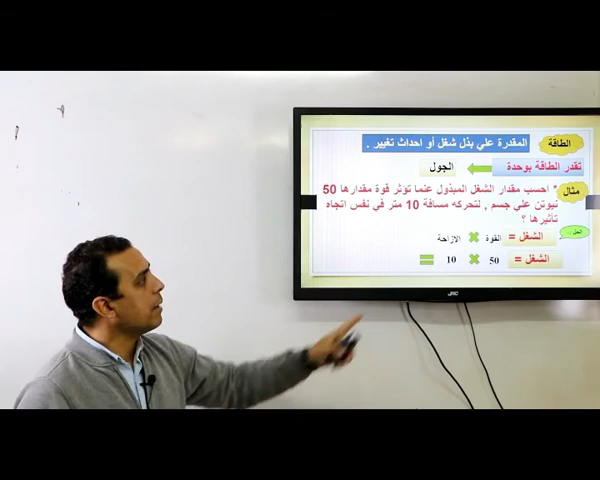 الطاقة
المقدرة علي بذل شغل أو احداث تغيير .
تقدر الطاقة بوحدة
الجول
مثال
* احسب مقدار الشغل المبذول عنما تؤثر قوة مقدارها 50
نيوتن علي جسم , لتحركه مسافة 10 متر في نفس اتجاه
تأثيرها ؟
الحل ..
الشغل = القوة × الازاحة
الشغل = 50 × 10 =
JAC